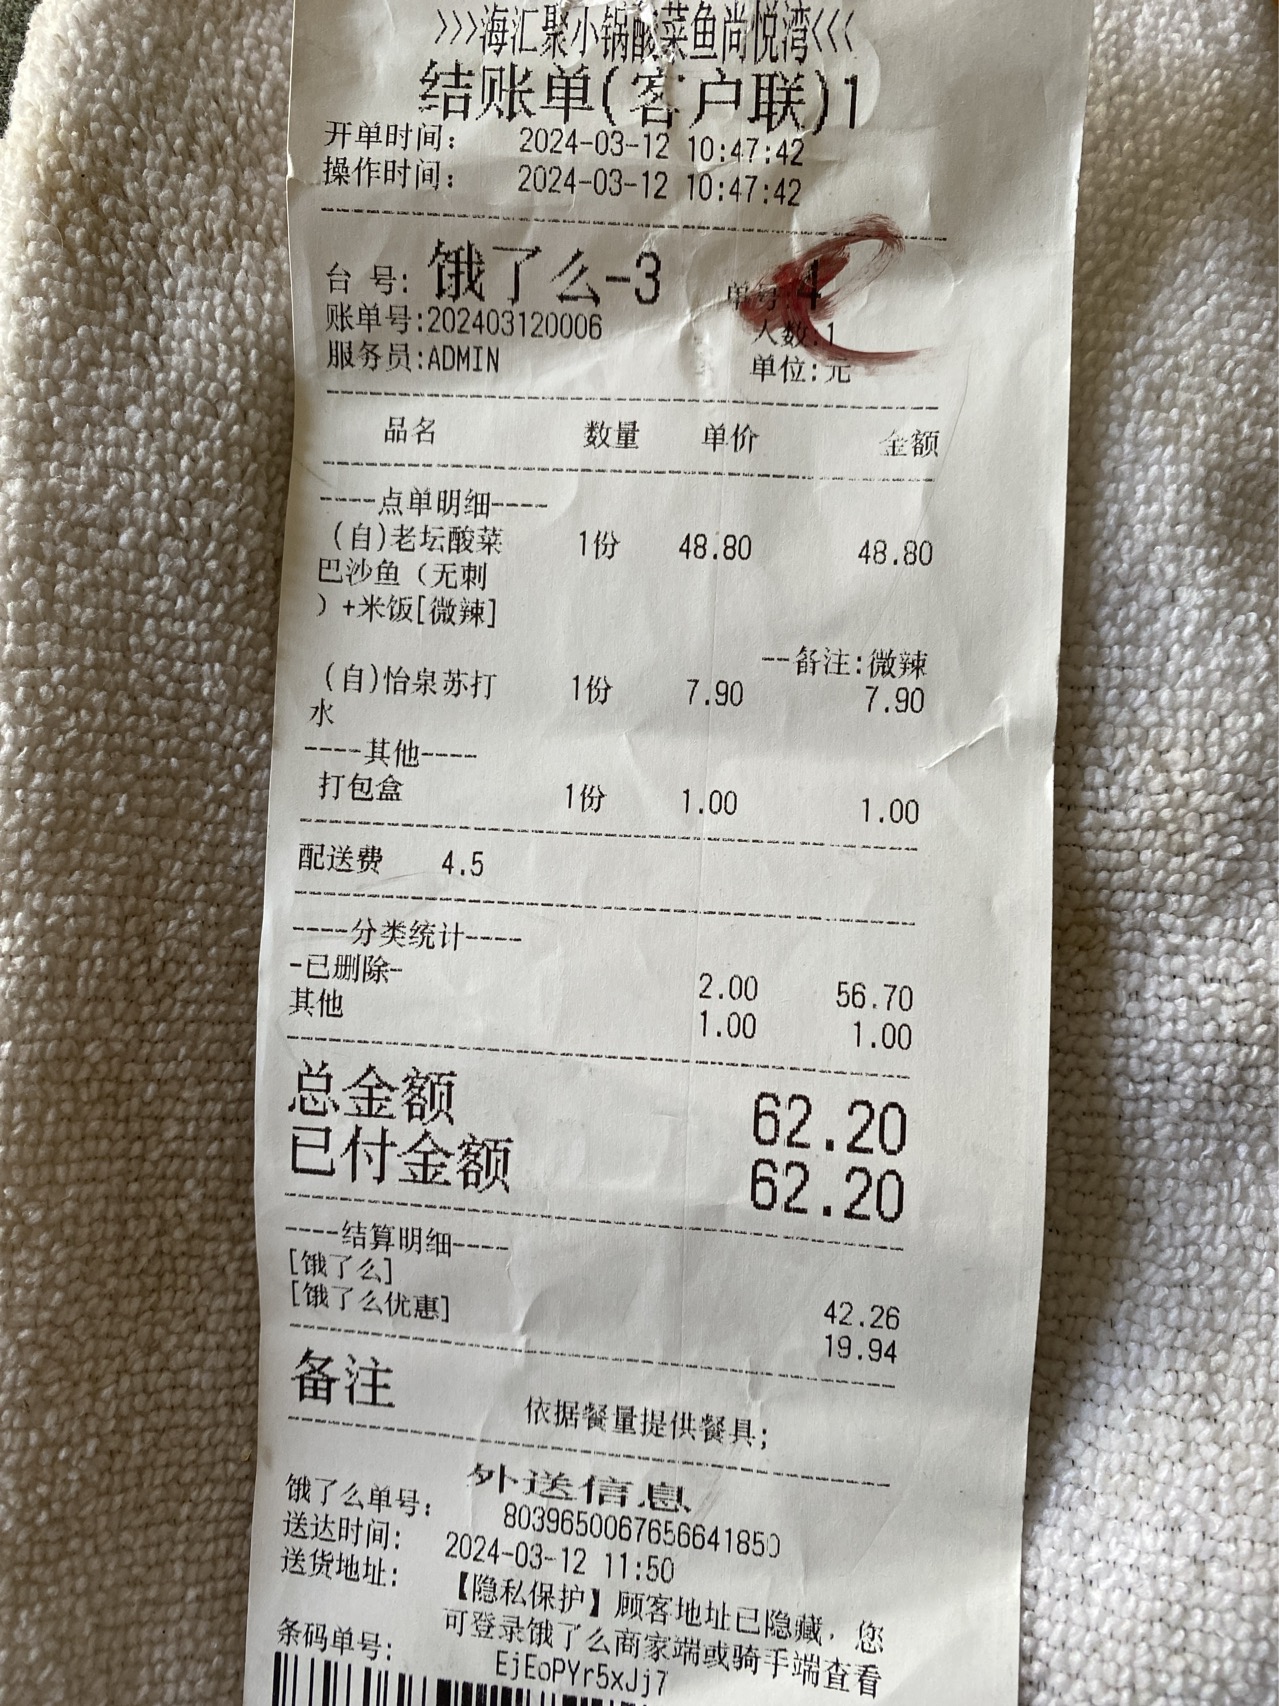 >>>海汇聚小锅酸菜鱼尚悦湾<<<
结账单(客户联)1
开单时间： 2024-03-12 10:47:42
操作时间： 2024-03-12 10:47:42
台 号: 饿了么-3 单号:4
账单号:202403120006 人数:1
服务员:ADMIN 单位:元
品名 数量 单价 金额
----点单明细----
(自)老坛酸菜 1份 48.80 48.80
巴沙鱼（无刺
）+米饭[微辣]
--备注:微辣
(自)怡泉苏打 1份 7.90 7.90
水
----其他----
打包盒 1份 1.00 1.00
配送费 4.5
----分类统计----
-已删除- 2.00 56.70
其他 1.00 1.00
总金额 62.20
已付金额 62.20
----结算明细----
[饿了么] 42.26
[饿了么优惠] 19.94
备注 依据餐量提供餐具;
外送信息
饿了么单号: 8039650067656641850
送达时间: 2024-03-12 11:50
送货地址: 【隐私保护】顾客地址已隐藏，您
可登录饿了么商家端或骑手端查看
条码单号: EjEoPYr5xJj7